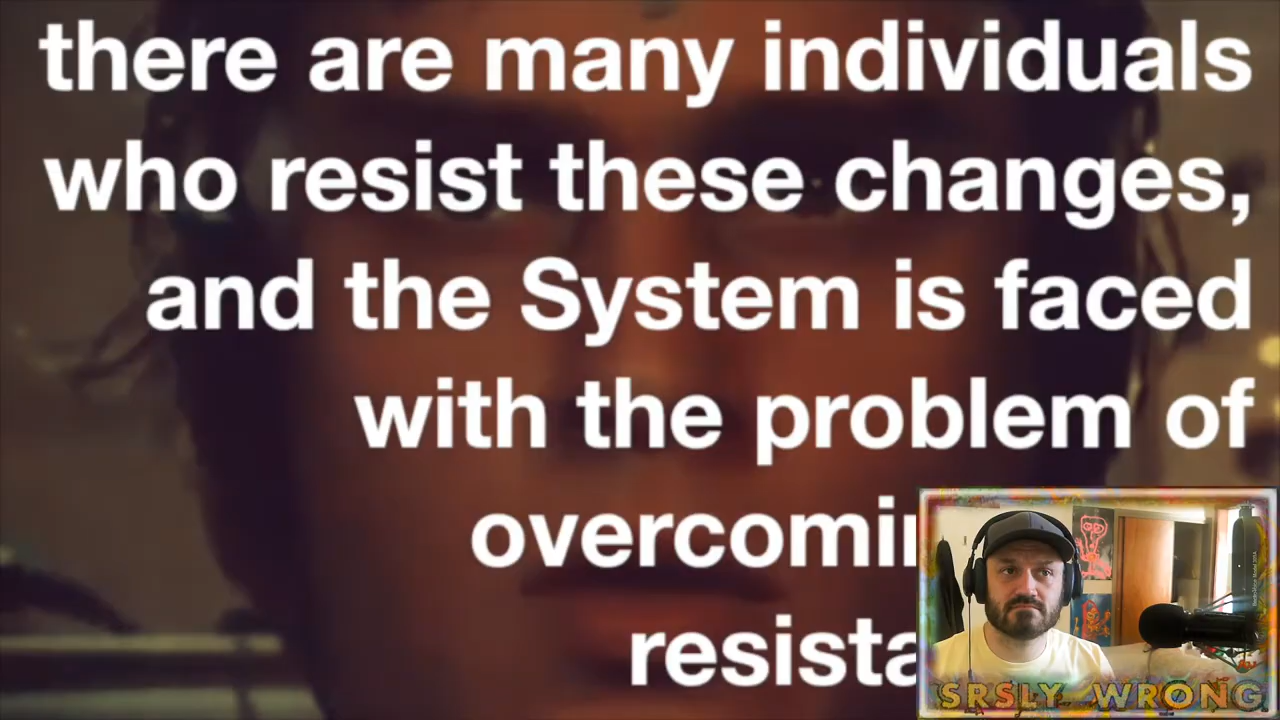 there are many individuals
who resist these changes,
and the System is faced
with the problem of
overcomin
resista
SRSLY WRONG